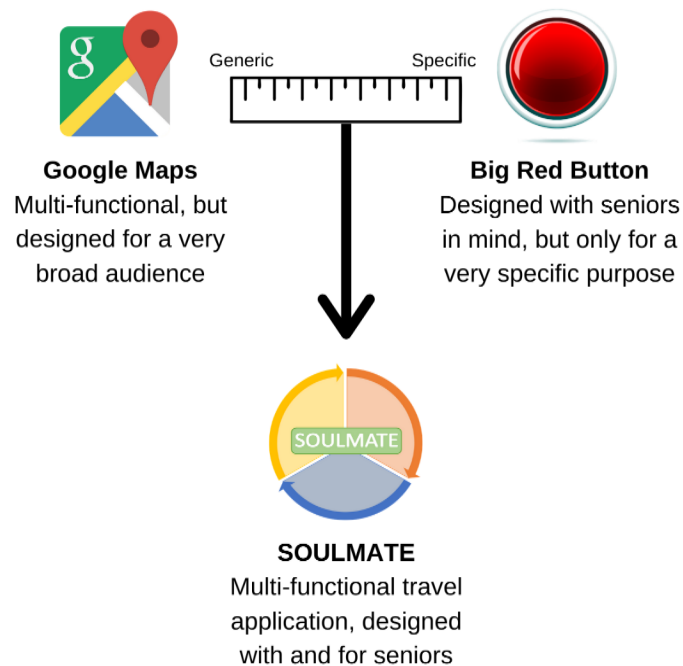 g
Generic
Specific
Google Maps
Multi-functional, but
designed for a very
broad audience
Big Red Button
Designed with seniors
in mind, but only for a
very specific purpose
SOULMATE
SOULMATE
Multi-functional travel
application, designed
with and for seniors